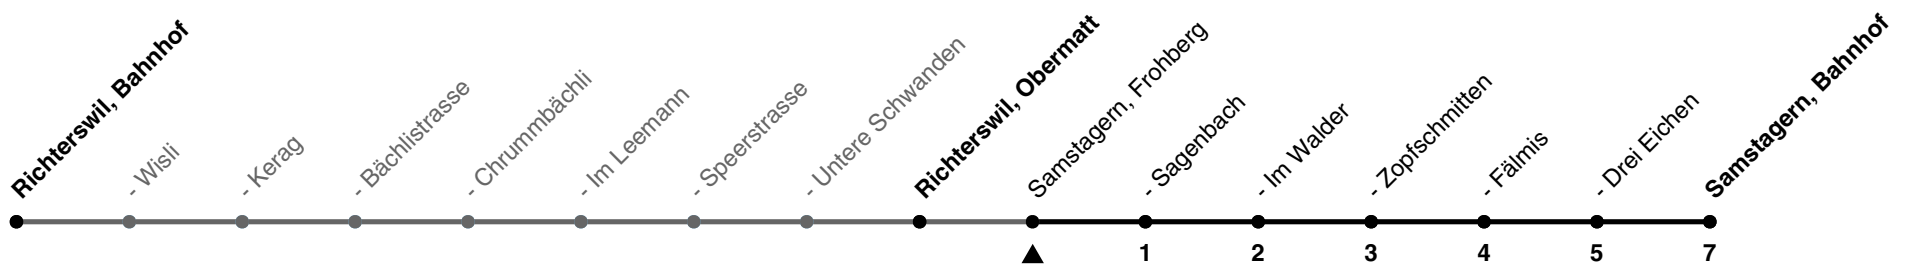 Richterswil, Bahnhof
- Wisli
- Kerag
- Bächlistrasse
- Chrummbächli
- Im Leemann
- Speerstrasse
- Untere Schwanden
Richterswil, Obermatt
Samstagern, Frohberg
- Sagenbach
- Im Walder
- Zopfschmitten
- Fälmis
- Drei Eichen
Samstagern, Bahnhof
1 2 3 4 5 7